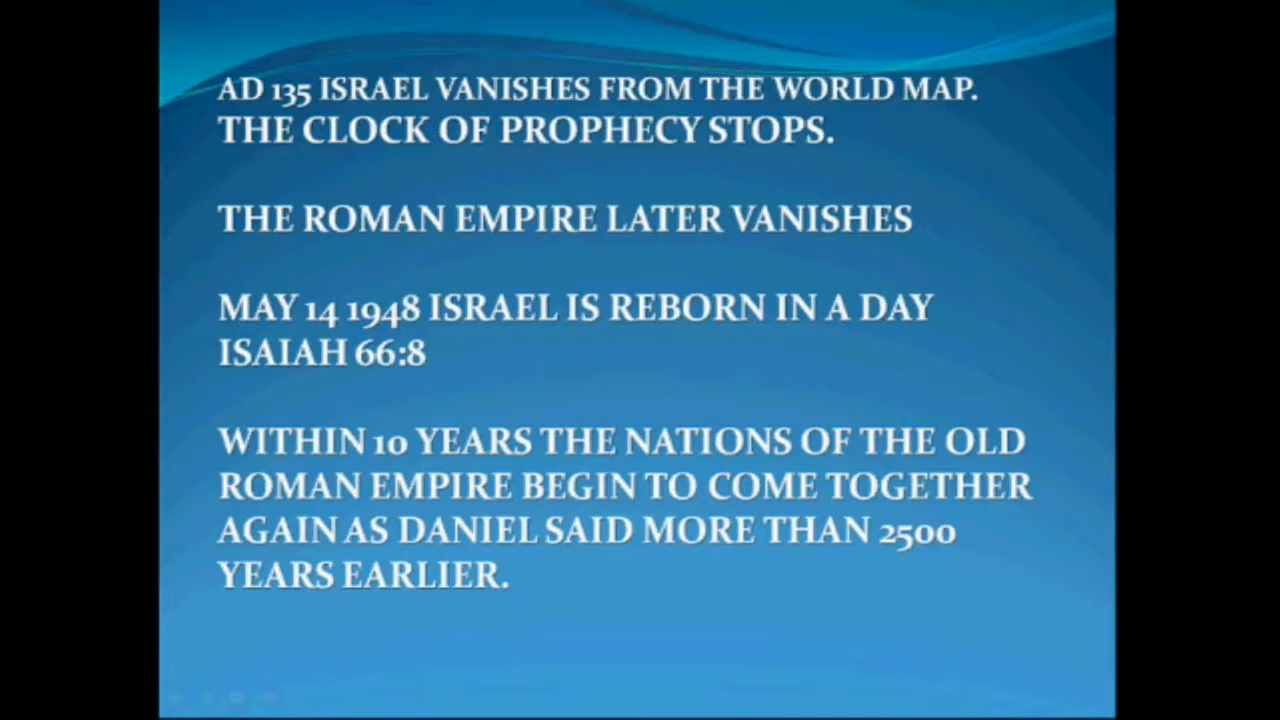 AD 135 ISRAEL VANISHES FROM THE WORLD MAP.
THE CLOCK OF PROPHECY STOPS.
THE ROMAN EMPIRE LATER VANISHES
MAY 14 1948 ISRAEL IS REBORN IN A DAY
ISAIAH 66:8
WITHIN 10 YEARS THE NATIONS OF THE OLD
ROMAN EMPIRE BEGIN TO COME TOGETHER
AGAIN AS DANIEL SAID MORE THAN 2500
YEARS EARLIER.